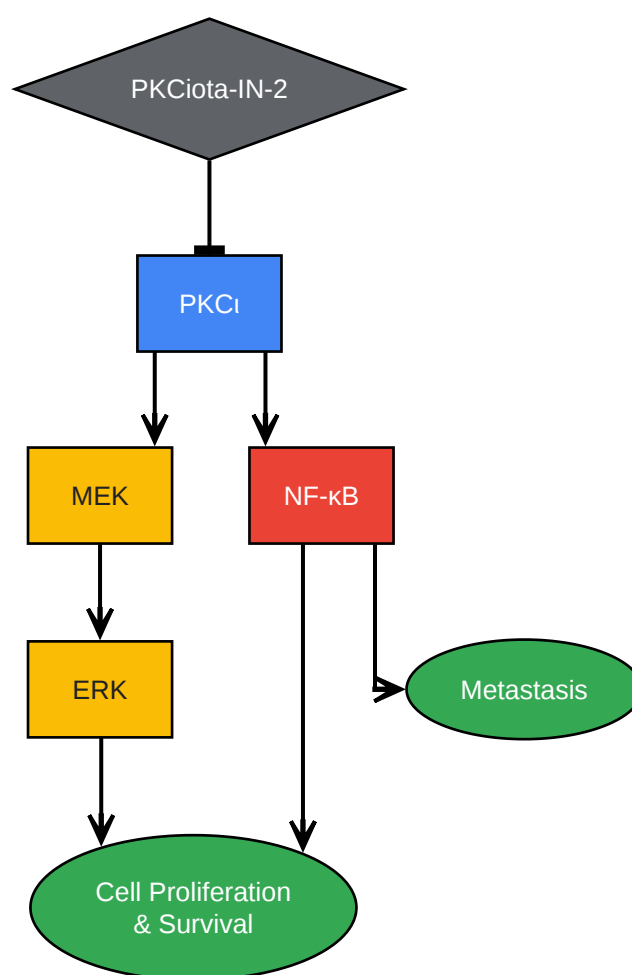 PKCiota-IN-2
PKCι
MEK
NF-κB
ERK
Metastasis
Cell Proliferation
& Survival